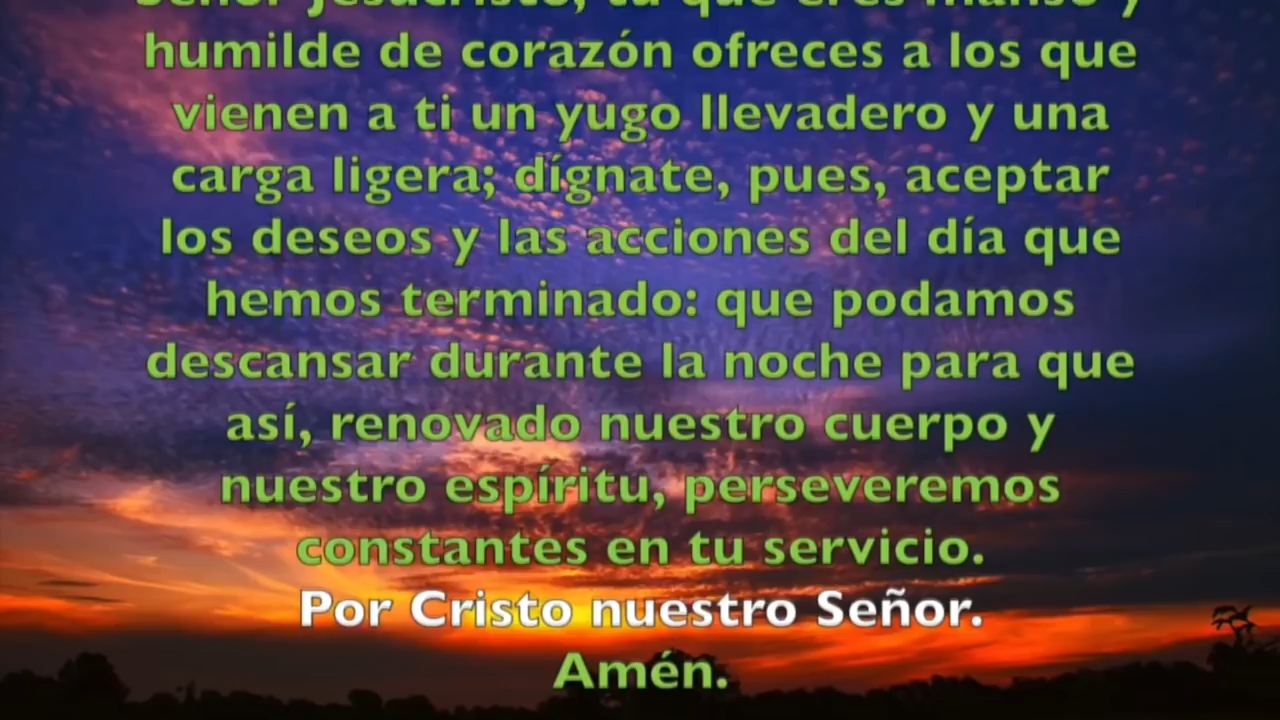 Señor Jesucristo, tú que eres manso y
humilde de corazón ofreces a los que
vienen a ti un yugo llevadero y una
carga ligera; dígnate, pues, aceptar
los deseos y las acciones del día que
hemos terminado: que podamos
descansar durante la noche para que
así, renovado nuestro cuerpo y
nuestro espíritu, perseveremos
constantes en tu servicio.
Por Cristo nuestro Señor.
Amén.